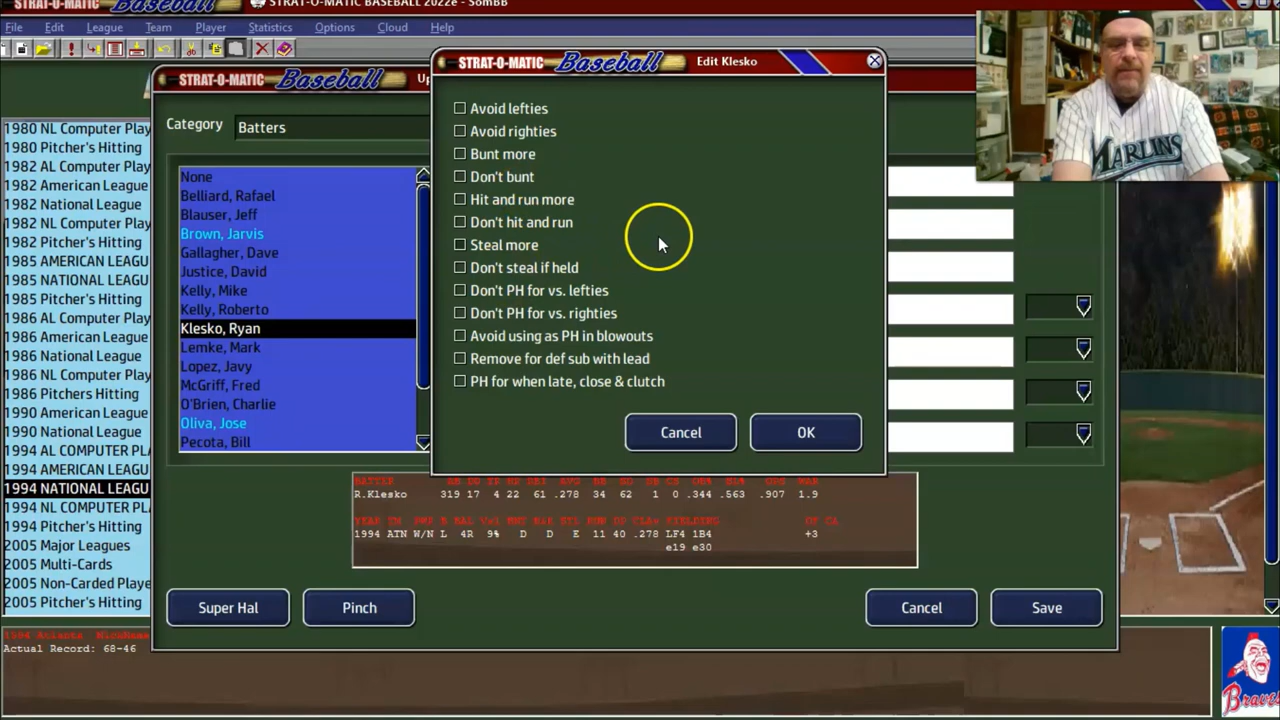 STRAT-O-MATIC BASEBALL 2022e - SomBB
File Edit League Team Player Statistics Options Cloud Help
STRAT-O-MATIC Baseball Up
STRAT-O-MATIC Baseball Edit Klesko
Category Batters
1980 NL Computer Play
1980 Pitcher's Hitting
1982 AL Computer Play
1982 American League
1982 National League
1982 NL Computer Play
1982 Pitcher's Hitting
1985 AMERICAN LEAGU
1985 NATIONAL LEAGU
1985 Pitcher's Hitting
1986 AL Computer Play
1986 American League
1986 National League
1986 NL Computer Play
1986 Pitchers Hitting
1990 American League
1990 National League
1994 AL COMPUTER PL
1994 AMERICAN LEAGU
1994 NATIONAL LEAGU
1994 NL COMPUTER PL
1994 NL Pitcher's Hitting
2005 Major Leagues
2005 Multi-Cards
2005 Non-Carded Playe
2005 Pitcher's Hitting
None
Belliard, Rafael
Blauser, Jeff
Brown, Jarvis
Gallagher, Dave
Justice, David
Kelly, Mike
Kelly, Roberto
Klesko, Ryan
Lemke, Mark
Lopez, Javy
McGriff, Fred
O'Brien, Charlie
Oliva, Jose
Pecota, Bill
Avoid lefties
Avoid righties
Bunt more
Don't bunt
Hit and run more
Don't hit and run
Steal more
Don't steal if held
Don't PH for vs. lefties
Don't PH for vs. righties
Avoid using as PH in blowouts
Remove for def sub with lead
PH for when late, close & clutch
Cancel OK
MARLINS
R.Klesko 319 17 4 22 61 .278 34 62 1 0 .344 .563 .907 1.9
1994 ATN W/N L 4R 9% D D E 11 40 .278 LF4 1B4 +3
e19 e30
Super Hal Pinch Cancel Save
1994 Atlanta
Actual Record: 68-46
Braves